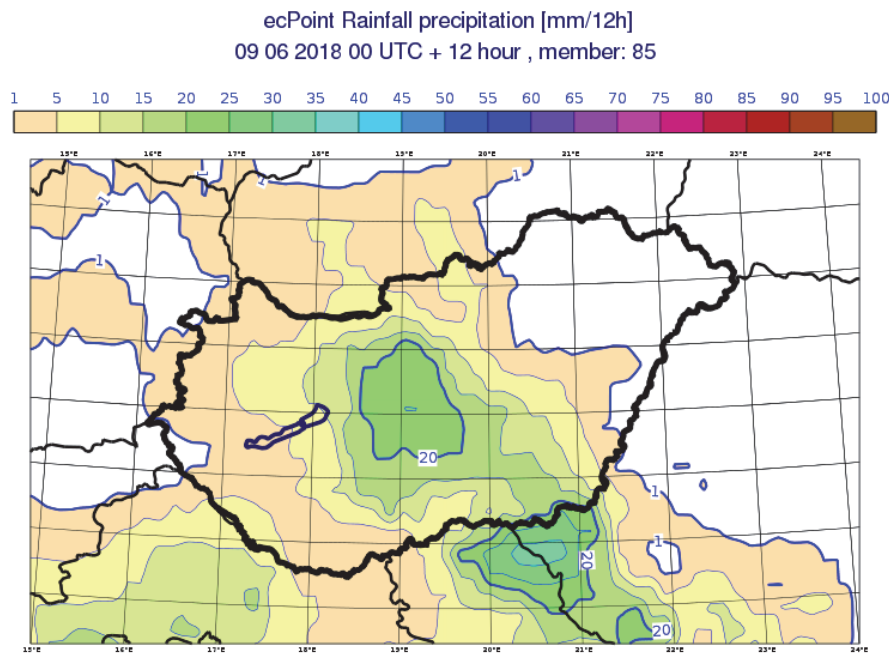 ecPoint Rainfall precipitation [mm/12h]
09 06 2018 00 UTC + 12 hour , member: 85
1 5 10 15 20 25 30 35 40 45 50 55 60 65 70 75 80 85 90 95 100
15°E 16°E 17°E 18°E 19°E 20°E 21°E 22°E 23°E 24°E
1 1 1
1
1
20
1
1
20
20
15°E 16°E 17°E 18°E 19°E 20°E 21°E 22°E 23°E 24°E